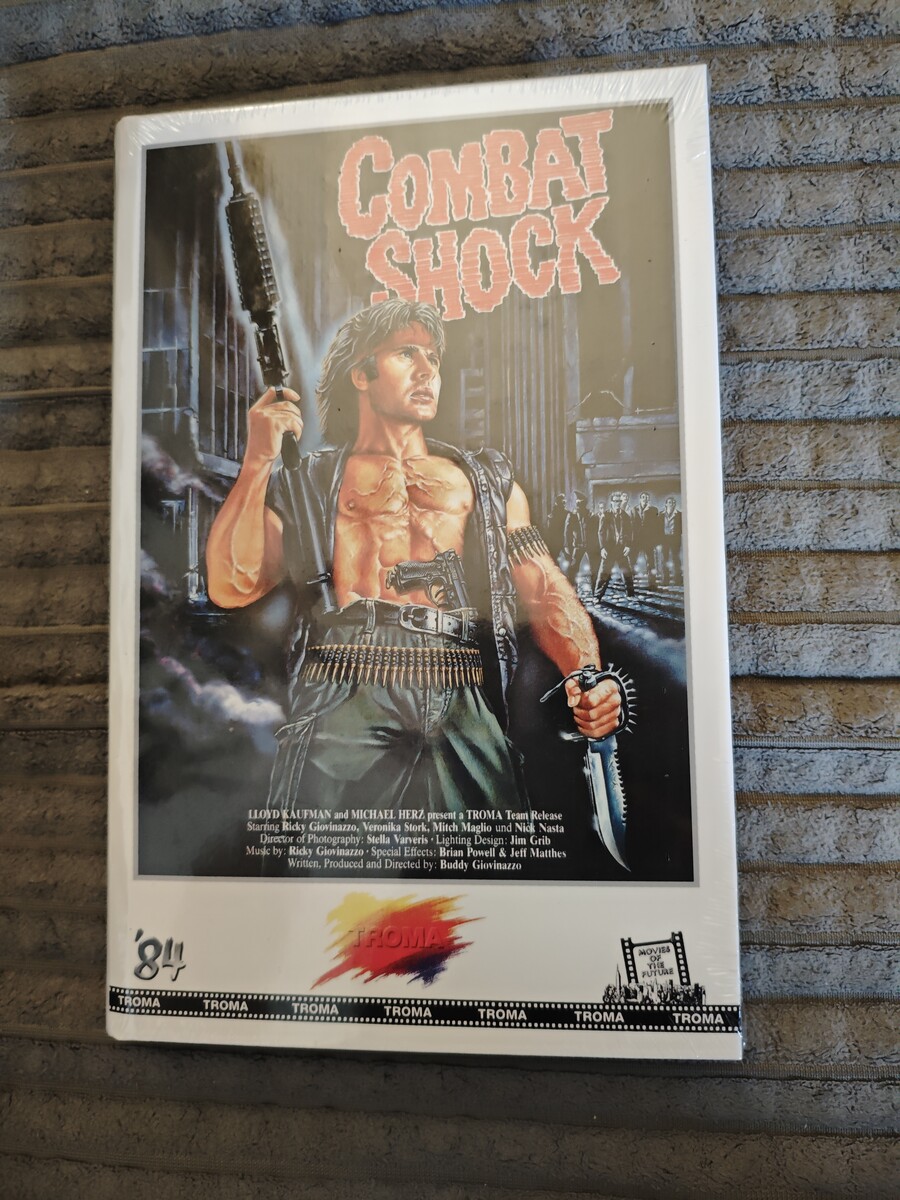 COMBAT
SHOCK
LLOYD KAUFMAN and MICHAEL HERZ present a TROMA Team Release
Starring Ricky Giovinazzo, Veronika Stork, Mitch Maglio und Nick Nasta
Director of Photography: Stella Varveris · Lighting Design: Jim Grib
Music by: Ricky Giovinazzo · Special Effects: Brian Powell & Jeff Matthes
Written, Produced and Directed by: Buddy Giovinazzo
TROMA
'84
MOVIES
OF
THE
FUTURE
TROMA TROMA TROMA TROMA TROMA TROMA TROMA